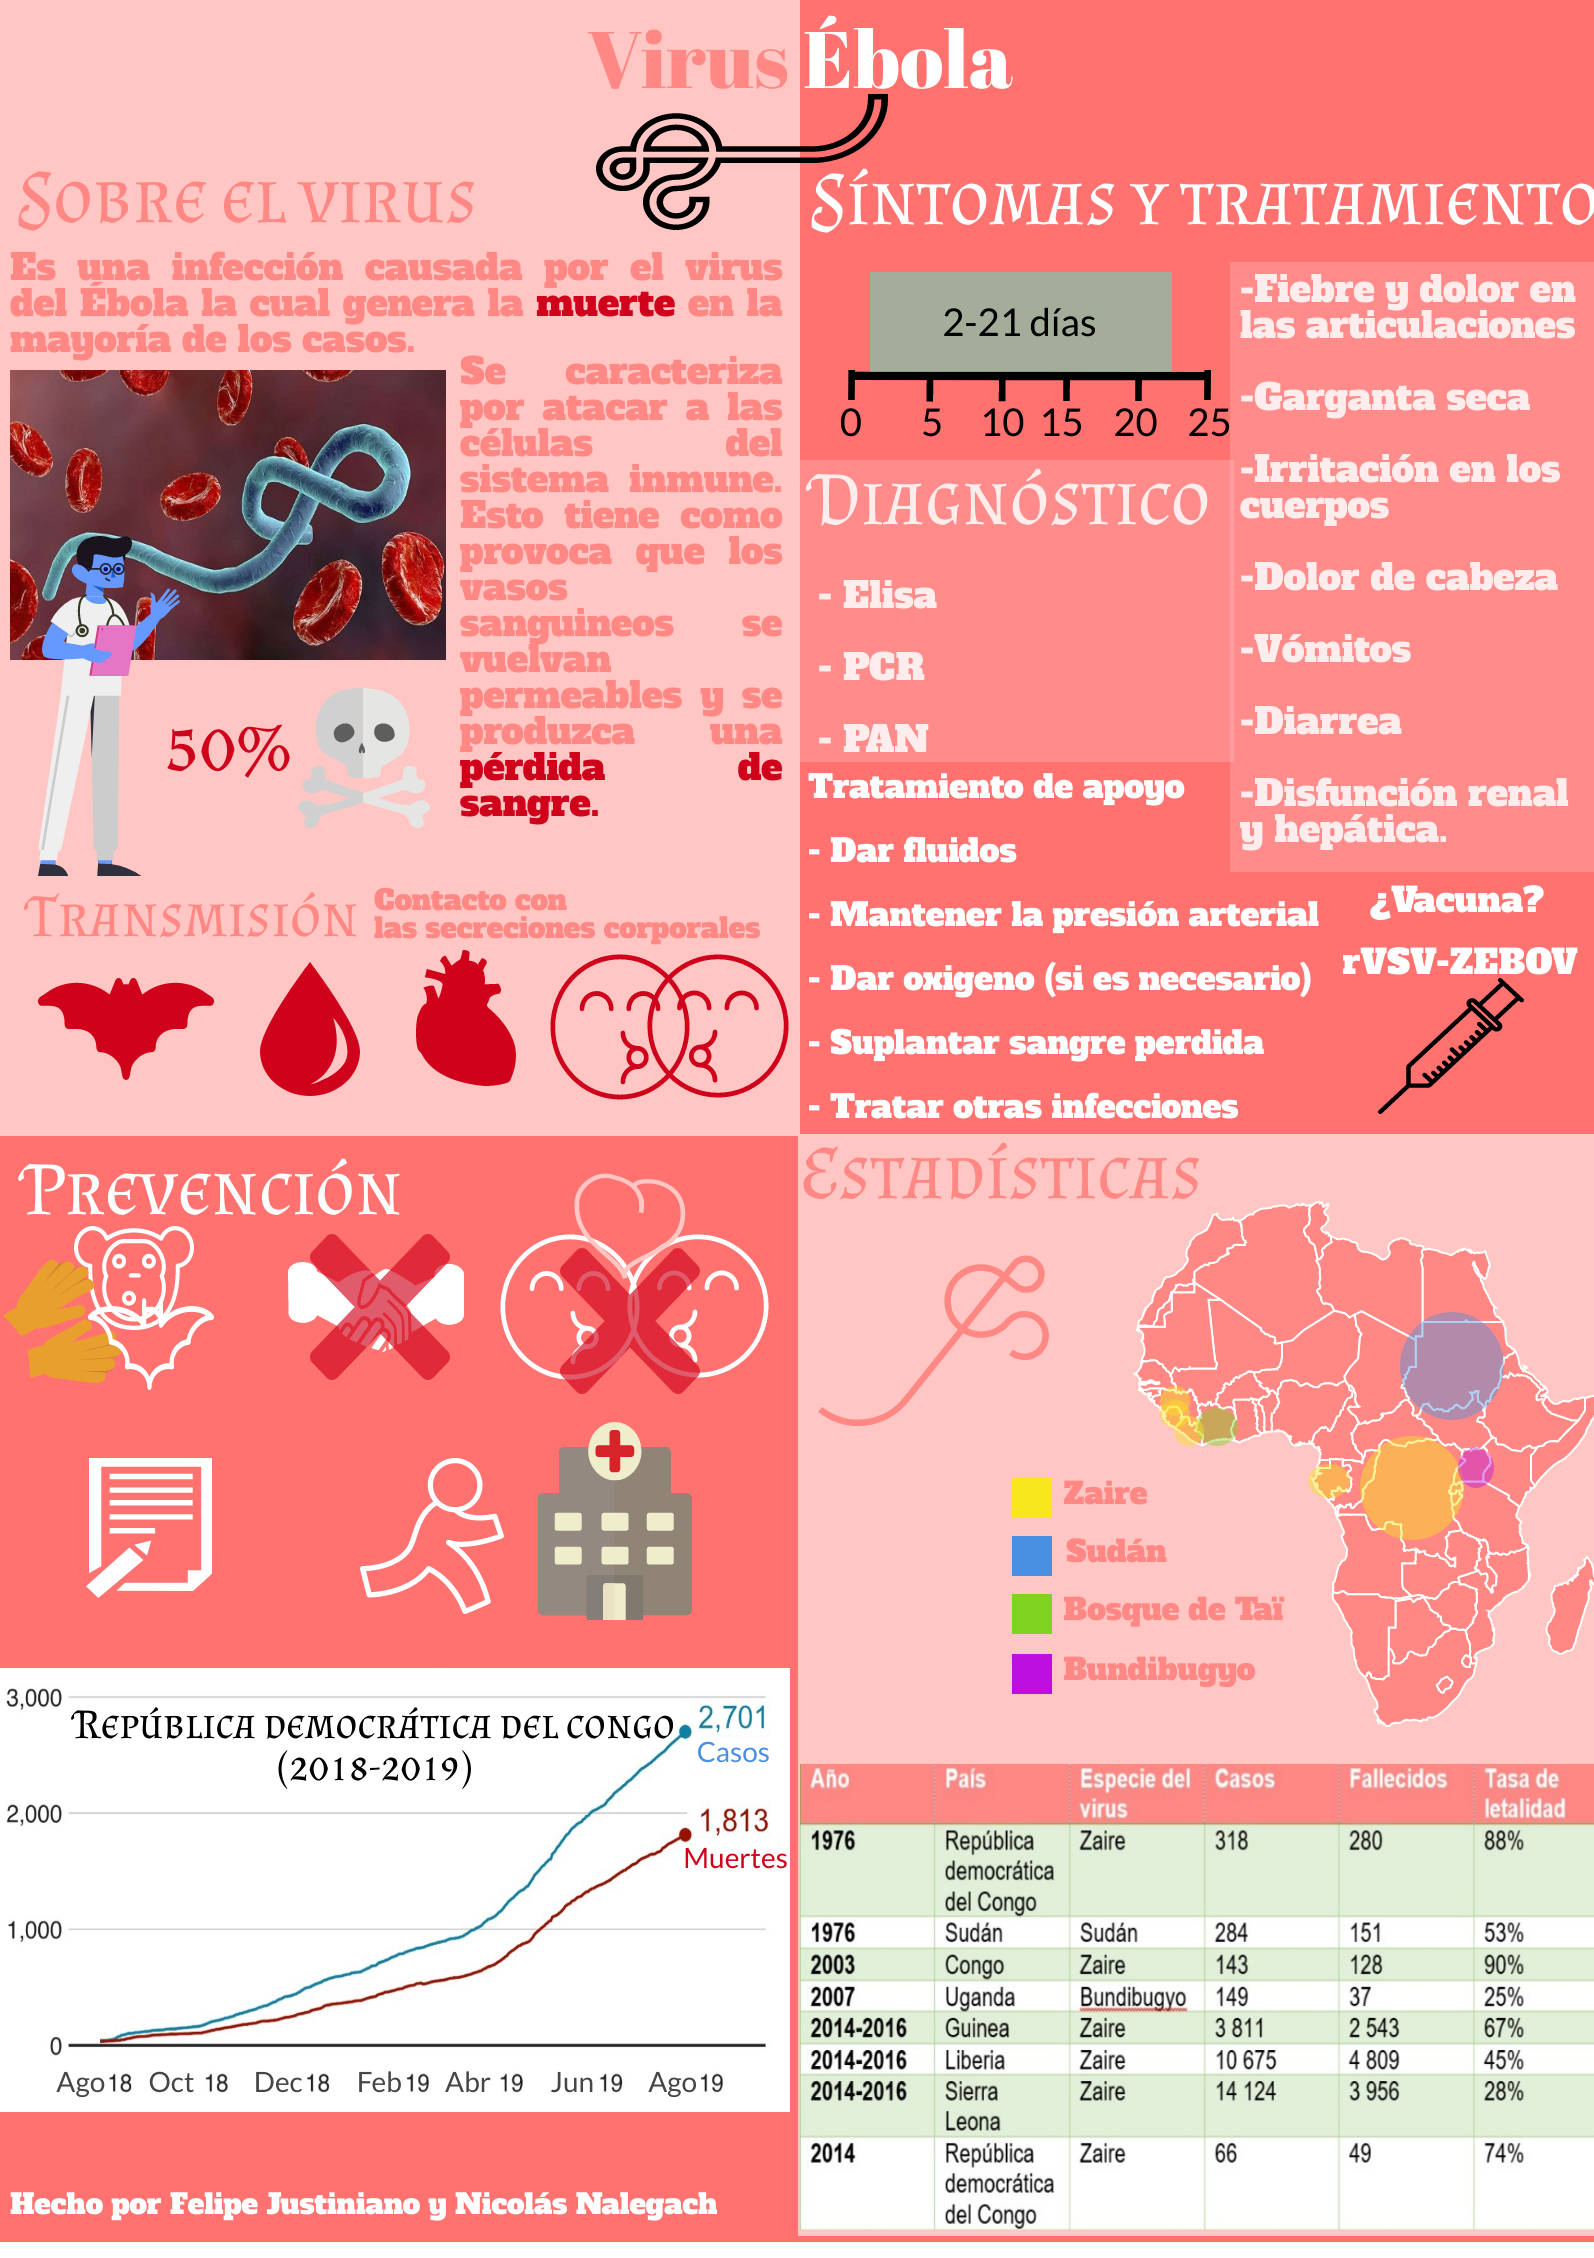 Virus Ébola
Sobre el virus
Es una infección causada por el virus
del Ébola la cual genera la muerte en la
mayoría de los casos.
Se caracteriza
por atacar a las
células del
sistema inmune.
Esto tiene como
provoca que los
vasos
sanguineos se
vuelvan
permeables y se
produzca una
pérdida de
sangre.
50%
Transmisión
Contacto con
las secreciones corporales
Síntomas y tratamiento
2-21 días
0 5 10 15 20 25
-Fiebre y dolor en
las articulaciones
-Garganta seca
-Irritación en los
cuerpos
-Dolor de cabeza
-Vómitos
-Diarrea
-Disfunción renal
y hepática.
Diagnóstico
- Elisa
- PCR
- PAN
Tratamiento de apoyo
- Dar fluidos
- Mantener la presión arterial
- Dar oxigeno (si es necesario)
- Suplantar sangre perdida
- Tratar otras infecciones
¿Vacuna?
rVSV-ZEBOV
Prevención
Estadísticas
Zaire
Sudán
Bosque de Taï
Bundibugyo
República democrática del congo
(2018-2019)
3,000
2,000
1,000
0
2,701
Casos
1,813
Muertes
Ago18 Oct 18 Dec18 Feb19 Abr 19 Jun19 Ago19
Año País Especie del Casos Fallecidos Tasa de
virus letalidad
1976 República Zaire 318 280 88%
democrática
del Congo
1976 Sudán Sudán 284 151 53%
2003 Congo Zaire 143 128 90%
2007 Uganda Bundibugyo 149 37 25%
2014-2016 Guinea Zaire 3 811 2 543 67%
2014-2016 Liberia Zaire 10 675 4 809 45%
2014-2016 Sierra Zaire 14 124 3 956 28%
Leona
2014 República Zaire 66 49 74%
democrática
del Congo
Hecho por Felipe Justiniano y Nicolás Nalegach